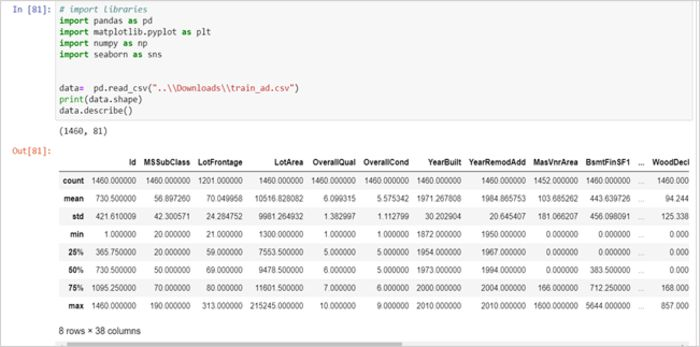 In [81]: # import libraries
import pandas as pd
import matplotlib.pyplot as plt
import numpy as np
import seaborn as sns
data=  pd.read_csv("..\\Downloads\\train_ad.csv")
print(data.shape)
data.describe()
(1460, 81)
Out[81]:
Id MSSubClass LotFrontage LotArea OverallQual OverallCond YearBuilt YearRemodAdd MasVnrArea BsmtFinSF1 ... WoodDecl
count 1460.000000 1460.000000 1201.000000 1460.000000 1460.000000 1460.000000 1460.000000 1460.000000 1452.000000 1460.000000 ... 1460.000
mean 730.500000 56.897260 70.049958 10516.828082 6.099315 5.575342 1971.267808 1984.865753 103.685262 443.639726 ... 94.244
std 421.610009 42.300571 24.284752 9981.264932 1.382997 1.112799 30.202904 20.645407 181.066207 456.098091 ... 125.338
min 1.000000 20.000000 21.000000 1300.000000 1.000000 1.000000 1872.000000 1950.000000 0.000000 0.000000 ... 0.000
25% 365.750000 20.000000 59.000000 7553.500000 5.000000 5.000000 1954.000000 1967.000000 0.000000 0.000000 ... 0.000
50% 730.500000 50.000000 69.000000 9478.500000 6.000000 5.000000 1973.000000 1994.000000 0.000000 383.500000 ... 0.000
75% 1095.250000 70.000000 80.000000 11601.500000 7.000000 6.000000 2000.000000 2004.000000 166.000000 712.250000 ... 168.000
max 1460.000000 190.000000 313.000000 215245.000000 10.000000 9.000000 2010.000000 2010.000000 1600.000000 5644.000000 ... 857.000
8 rows × 38 columns